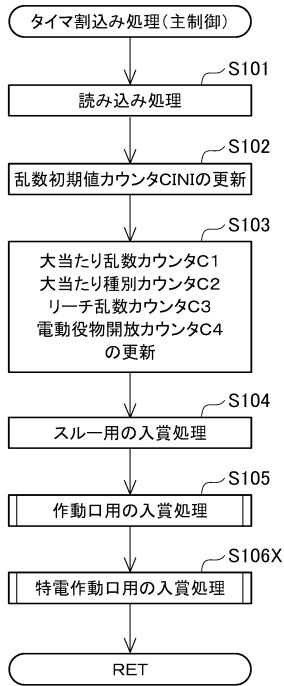 タイマ割込み処理(主制御)
S101
読み込み処理
S102
乱数初期値カウンタCINIの更新
S103
大当たり乱数カウンタC1
大当たり種別カウンタC2
リーチ乱数カウンタC3
電動役物開放カウンタC4
の更新
S104
スルー用の入賞処理
S105
作動口用の入賞処理
S106X
特電作動口用の入賞処理
RET